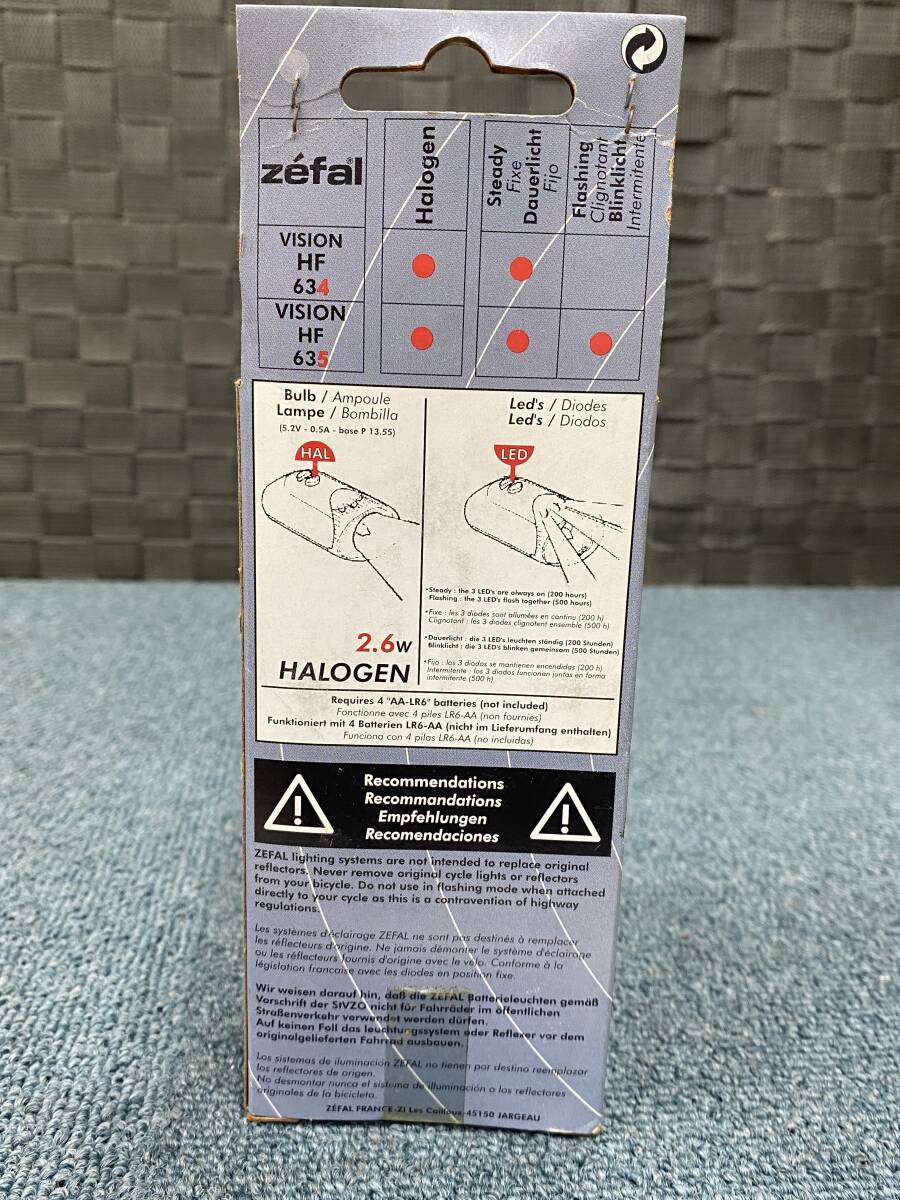 zéfal®
Halogen
Steady
Fixe
Dauerlicht
Fijo
Flashing
Clignotant
Blinklicht
Intermitente
VISION
HF
634
VISION
HF
635
Bulb / Ampoule
Lampe / Bombilla
(5.2V - 0.5A - base P 13.55)
HAL
2.6W
HALOGEN
Led's / Diodes
Led's / Diodos
LED
•Steady : the 3 LED's are always on (200 hours)
Flashing : the 3 LED's flash together (500 hours)
•Fixe : les 3 diodes sont allumées en continu (200 h)
Clignotant : les 3 diodes clignotent ensemble (500 h)
•Dauerlicht : die 3 LED'S leuchten ständig (200 Stunden)
Blinklicht : die 3 LED'S blinken gemeinsam (500 Stunden)
•Fijo : los 3 diodos se mantienen encendidas (200 h)
Intermitente : los 3 diodos funcionan juntas en forma
intermitente (500 h)
Requires 4 "AA-LR6" batteries (not included)
Fonctionne avec 4 piles LR6-AA (non fournies)
Funktioniert mit 4 Batterien LR6-AA (nicht im Lieferumfang enthalten)
Funciona con 4 pilas LR6-AA (no incluidas)
Recommendations
Recommandations
Empfehlungen
Recomendaciones
ZEFAL lighting systems are not intended to replace original
reflectors. Never remove original cycle lights or reflectors
from your bicycle. Do not use in flashing mode when attached
directly to your cycle as this is a contravention of highway
regulations.
Les systèmes d'éclairage ZEFAL ne sont pas destinés à remplacer
les réflecteurs d'origine. Ne jamais démonter le système d'éclairage
ou les réflecteurs fournis d'origine avec le vélo. Conforme à la
législation francaise avec les diodes en position fixe.
Wir weisen darauf hin, daß die ZEFAL Batterieleuchten gemäß
Vorschrift der StVZO nicht für Fahrräder im öffentlichen
Straßenverkehr verwendet werden dürfen.
Auf keinen Foll das leuchtungssystem oder Reflexer vor dem
originalgelieferten Fahrrad ausbauen.
Los sistemas de iluminación ZEFAL no tienen por destino reemplazar
los reflectores de origen.
No desmontar nunca el sistema de iluminación o los reflectores
originales de la bicicleta.
ZÉFAL FRANCE-ZI Les Cailloux-45150 JARGEAU